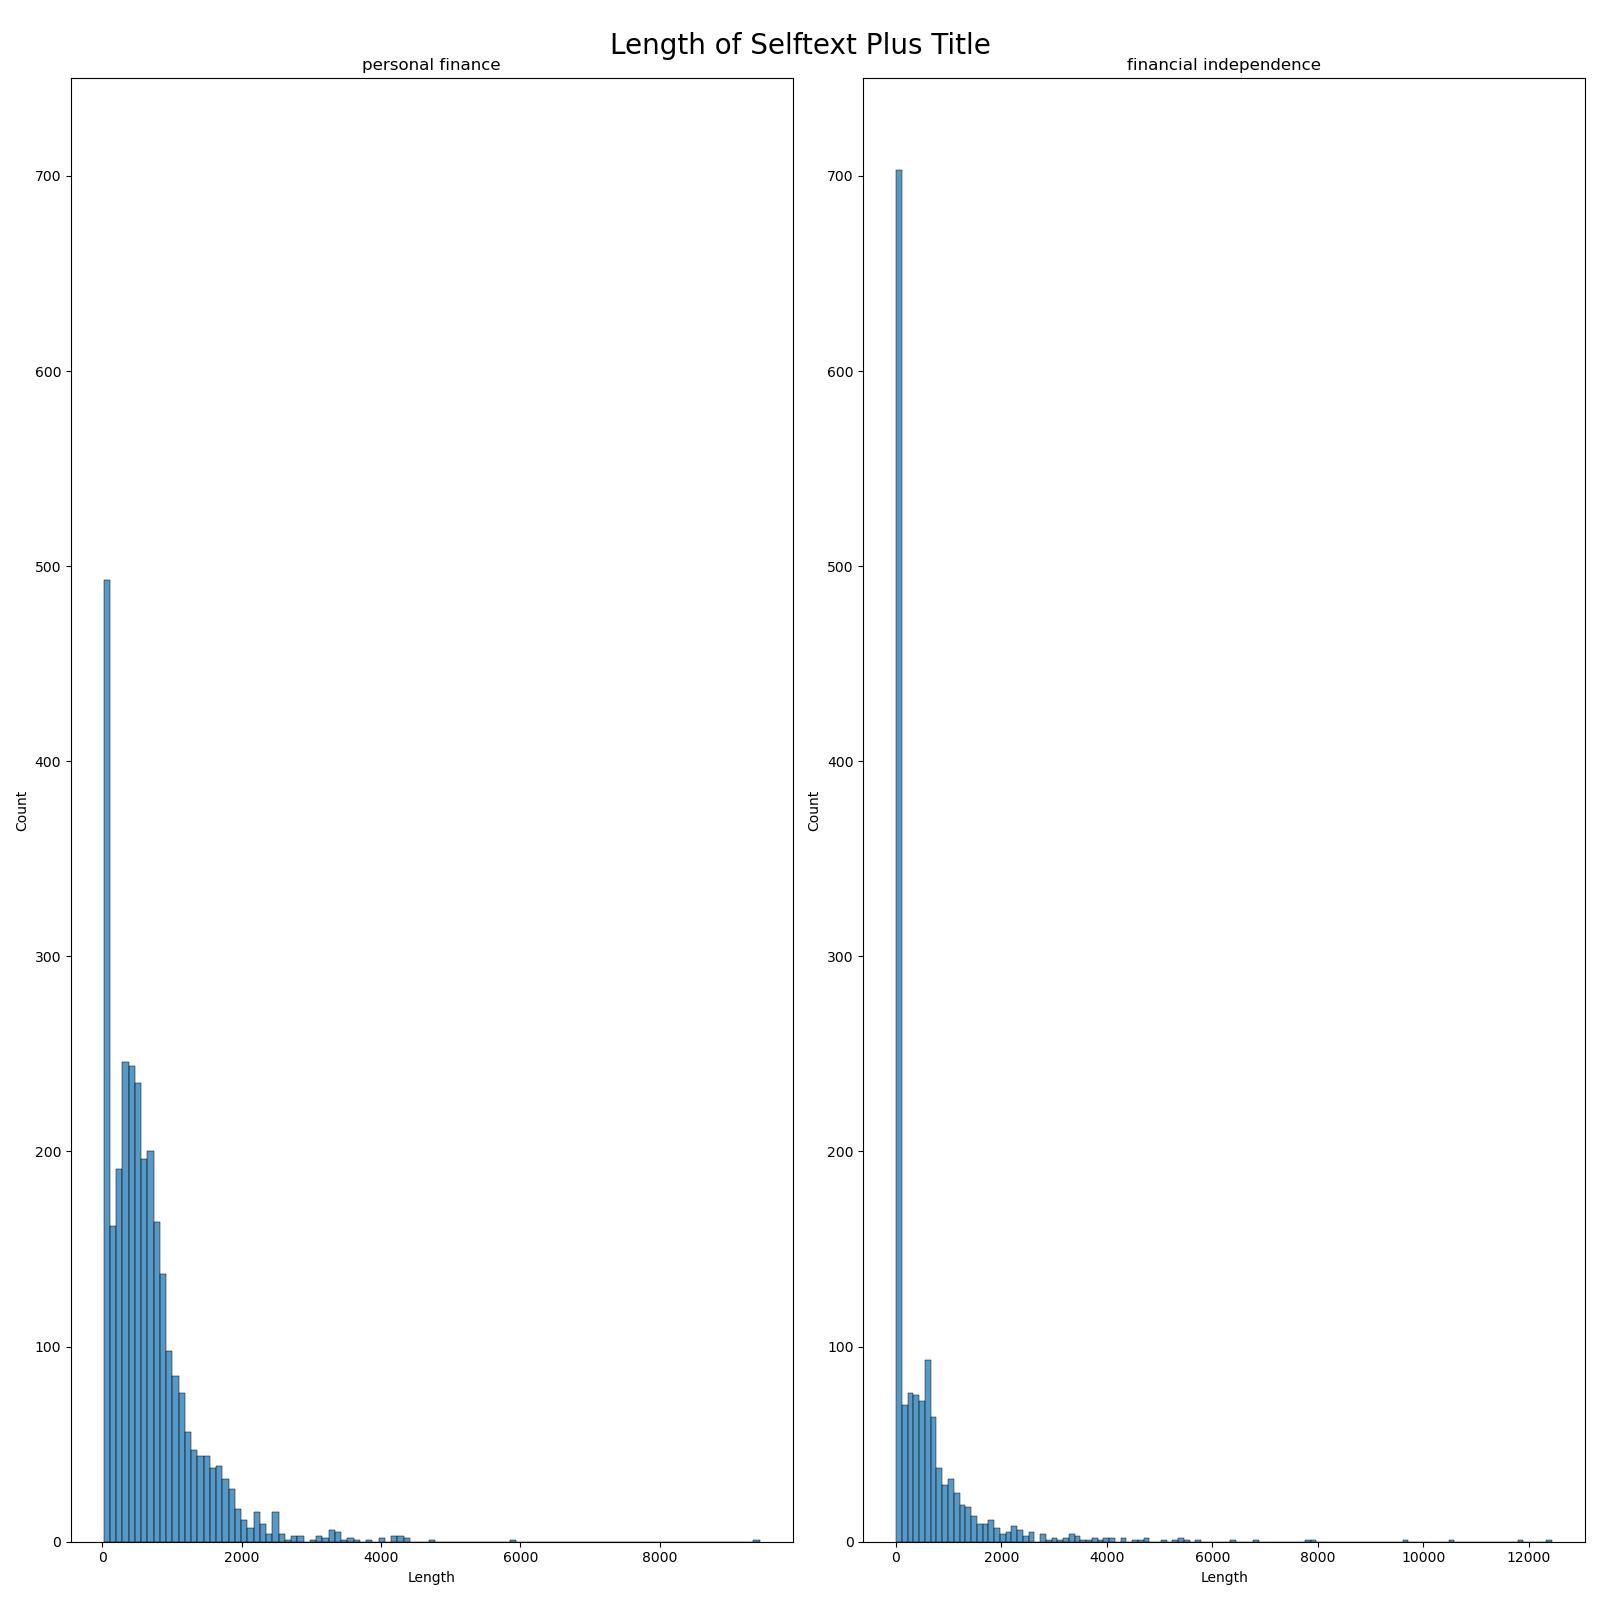 Length of Selftext Plus Title
personal finance
financial independence
700
600
500
400
300
200
100
0
Count
0 2000 4000 6000 8000
Length
700
600
500
400
300
200
100
0
Count
0 2000 4000 6000 8000 10000 12000
Length